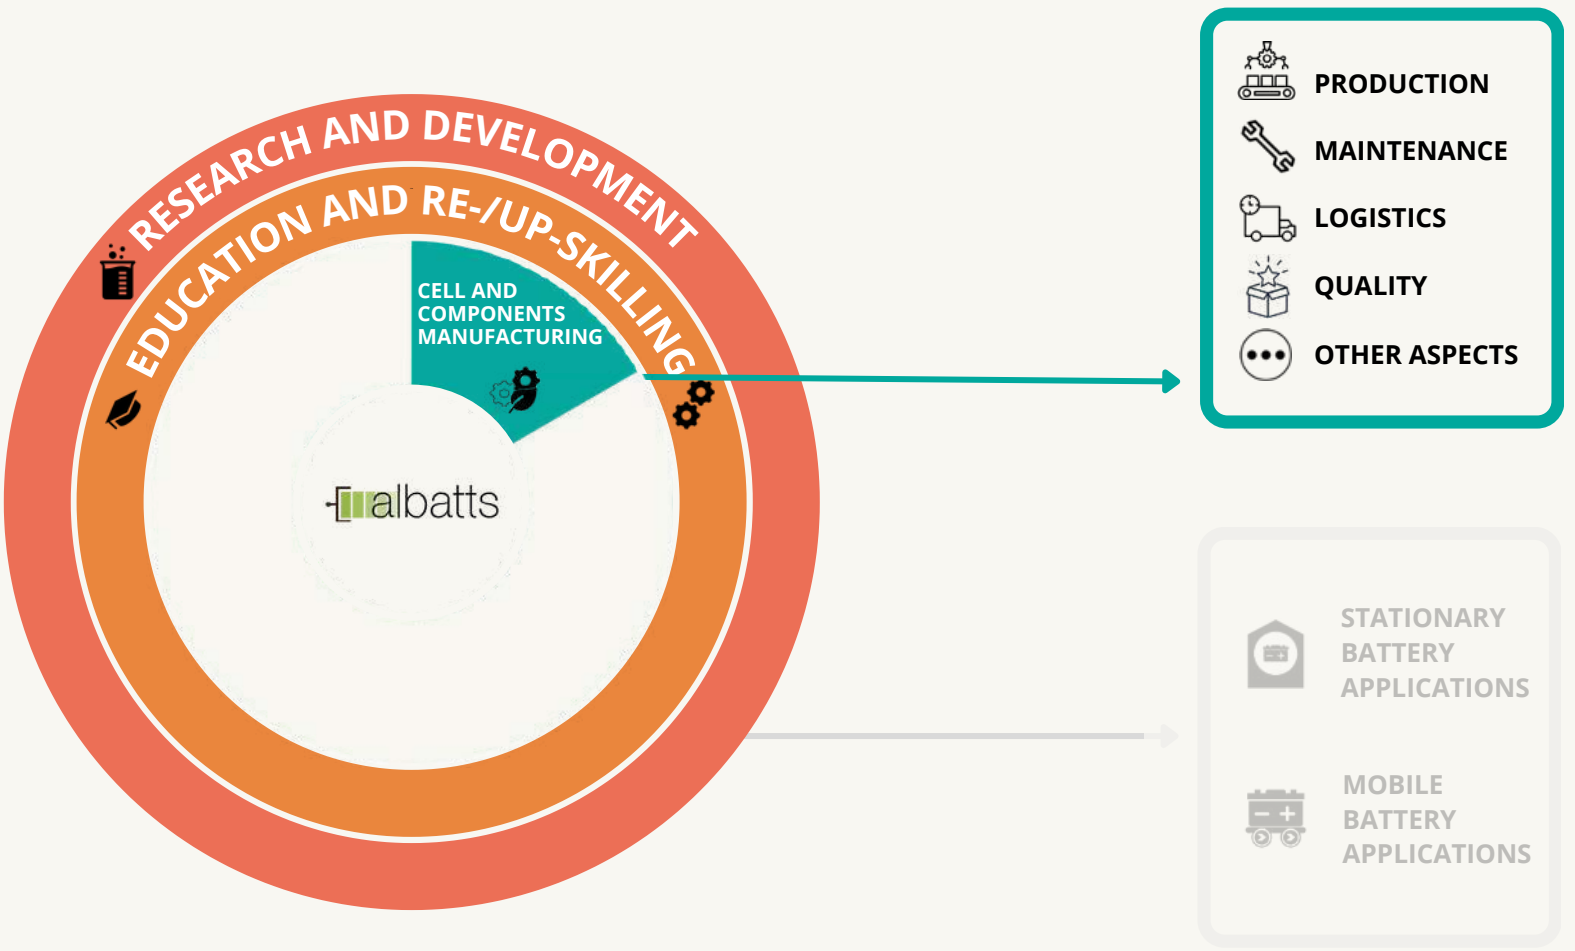 RESEARCH AND DEVELOPMENT
EDUCATION AND RE-/UP-SKILLING
CELL AND
COMPONENTS
MANUFACTURING
albatts
PRODUCTION
MAINTENANCE
LOGISTICS
QUALITY
OTHER ASPECTS
STATIONARY
BATTERY
APPLICATIONS
MOBILE
BATTERY
APPLICATIONS